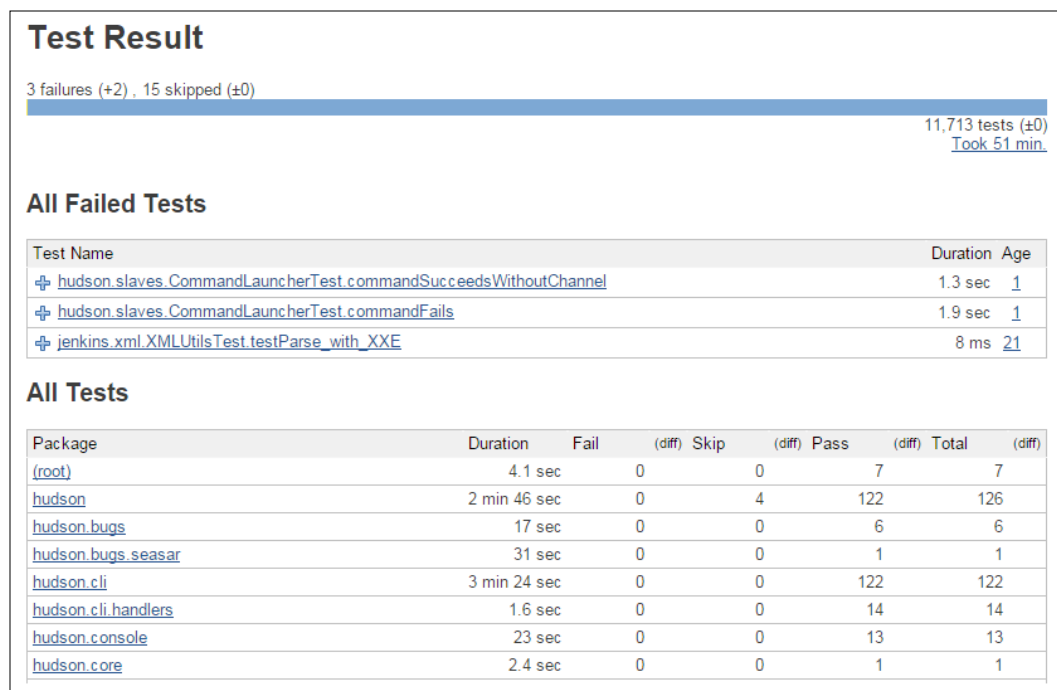 Test Result
3 failures (+2) , 15 skipped (±0)
11,713 tests (±0)
Took 51 min.
All Failed Tests
Test Name Duration Age
hudson.slaves.CommandLauncherTest.commandSucceedsWithoutChannel 1.3 sec 1
hudson.slaves.CommandLauncherTest.commandFails 1.9 sec 1
jenkins.xml.XMLUtilsTest.testParse_with_XXE 8 ms 21
All Tests
Package Duration Fail (diff) Skip (diff) Pass (diff) Total (diff)
(root) 4.1 sec 0 0 7 7
hudson 2 min 46 sec 0 4 122 126
hudson.bugs 17 sec 0 0 6 6
hudson.bugs.seasar 31 sec 0 0 1 1
hudson.cli 3 min 24 sec 0 0 122 122
hudson.cli.handlers 1.6 sec 0 0 14 14
hudson.console 23 sec 0 0 13 13
hudson.core 2.4 sec 0 0 1 1